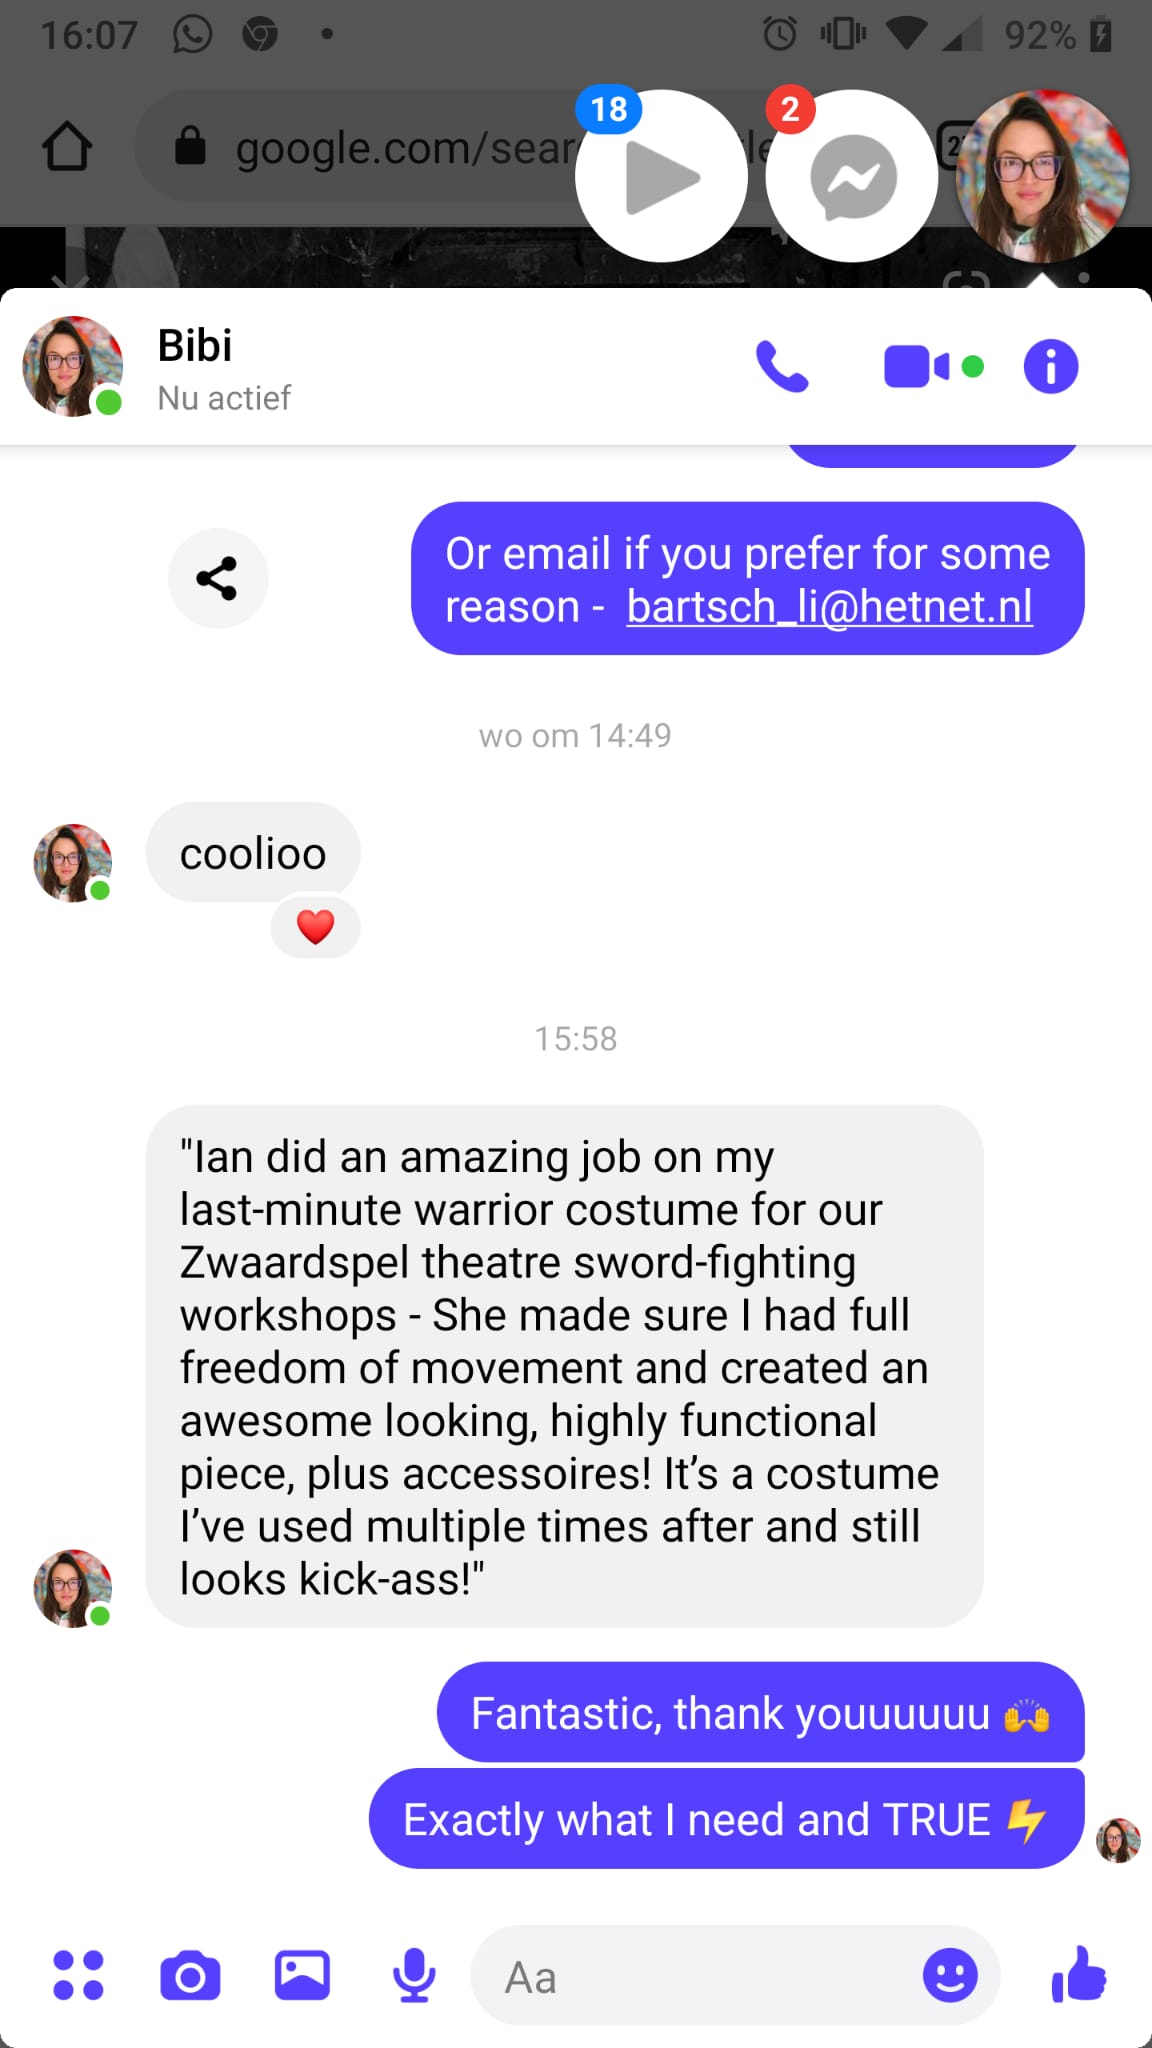 16:07
92%
google.com/sear
le
2
18
2
Bibi
Nu actief
Or email if you prefer for some
reason - bartsch_li@hetnet.nl
wo om 14:49
coolioo
15:58
"Ian did an amazing job on my
last-minute warrior costume for our
Zwaardspel theatre sword-fighting
workshops - She made sure I had full
freedom of movement and created an
awesome looking, highly functional
piece, plus accessoires! It’s a costume
I’ve used multiple times after and still
looks kick-ass!"
Fantastic, thank youuuuuu 🙌
Exactly what I need and TRUE ⚡
Aa